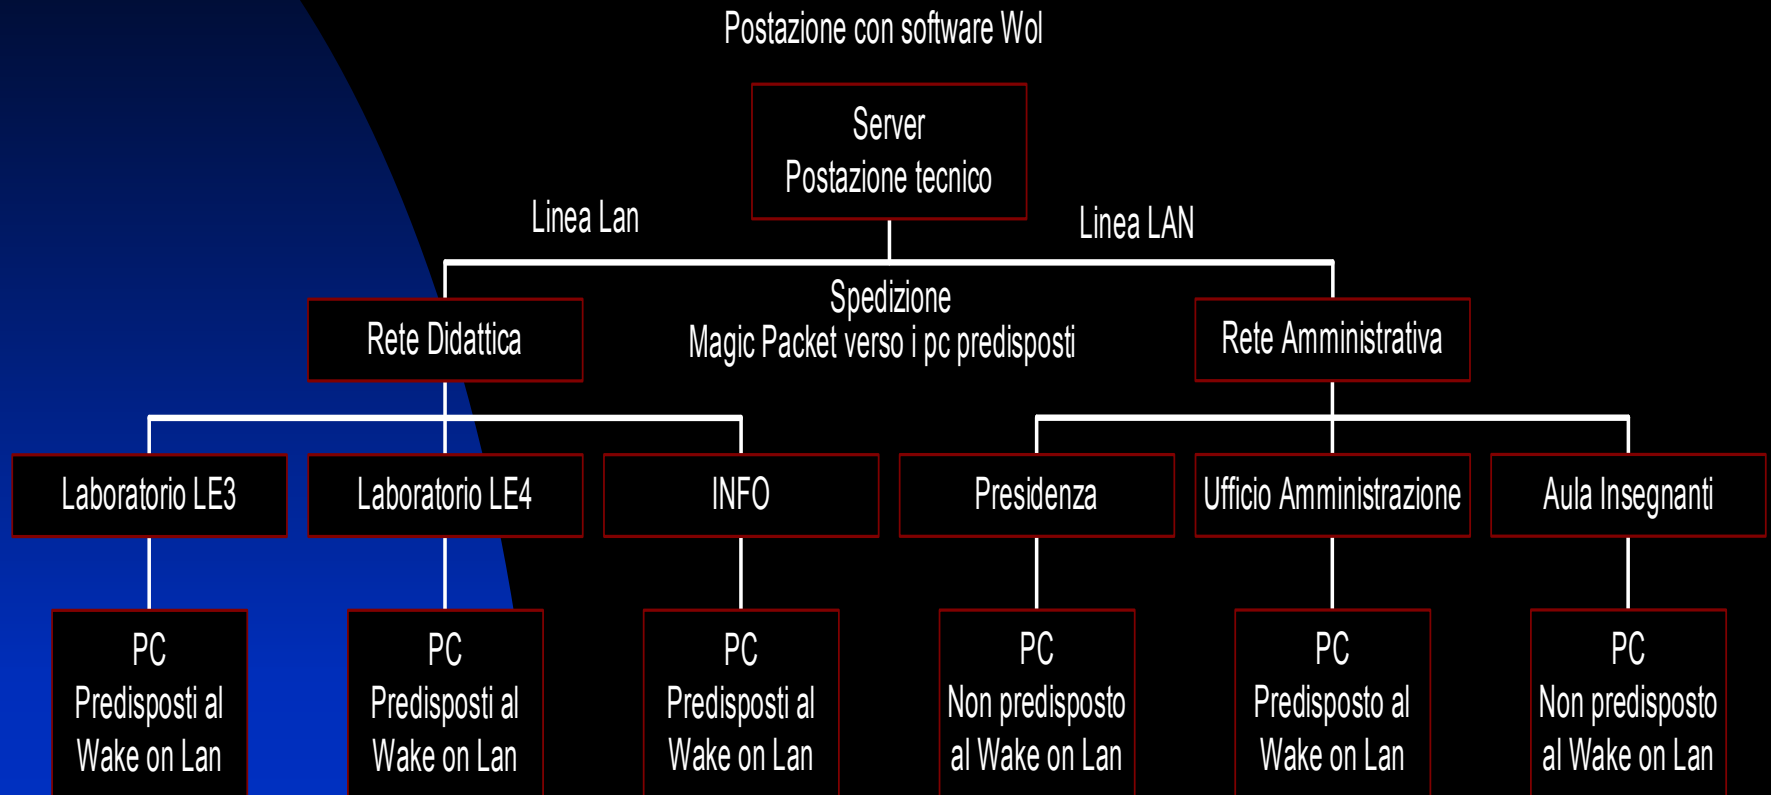 Postazione con software Wol
Server
Postazione tecnico
Linea Lan
Linea LAN
Spedizione
Magic Packet verso i pc predisposti
Rete Didattica
Rete Amministrativa
Laboratorio LE3
Laboratorio LE4
INFO
Presidenza
Ufficio Amministrazione
Aula Insegnanti
PC
Predisposti al
Wake on Lan
PC
Predisposti al
Wake on Lan
PC
Predisposti al
Wake on Lan
PC
Non predisposto
al Wake on Lan
PC
Predisposto al
Wake on Lan
PC
Non predisposto
al Wake on Lan